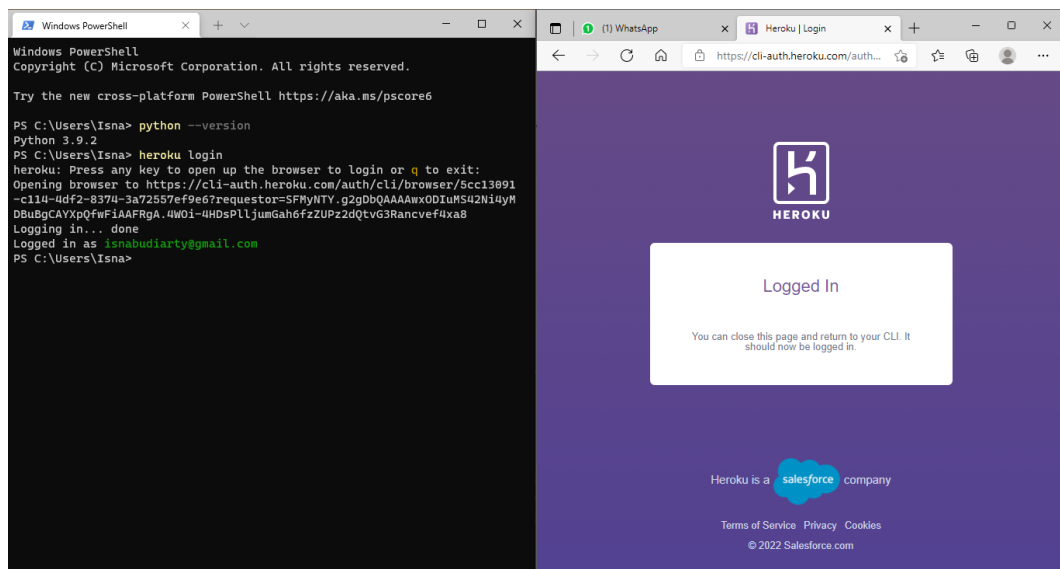 Windows PowerShell
Windows PowerShell
Copyright (C) Microsoft Corporation. All rights reserved.
Try the new cross-platform PowerShell https://aka.ms/pscore6
PS C:\Users\Isna> python --version
Python 3.9.2
PS C:\Users\Isna> heroku login
heroku: Press any key to open up the browser to login or q to exit:
Opening browser to https://cli-auth.heroku.com/auth/cli/browser/5cc13091
-c114-4df2-8374-3a72557ef9e6?requestor=SFMyNTY.g2gDbQAAAAwxODIuMS42Ni4yM
DBuBgCAYXpQfwFiAAFRgA.4WOi-4HDsPlljumGah6fzZUPz2dQtvG3Rancvef4xa8
Logging in... done
Logged in as isnabudiarty@gmail.com
PS C:\Users\Isna>
(1) WhatsApp
Heroku | Login
https://cli-auth.heroku.com/auth...
HEROKU
Logged In
You can close this page and return to your CLI. It
should now be logged in.
Heroku is a salesforce company
Terms of Service Privacy Cookies
© 2022 Salesforce.com